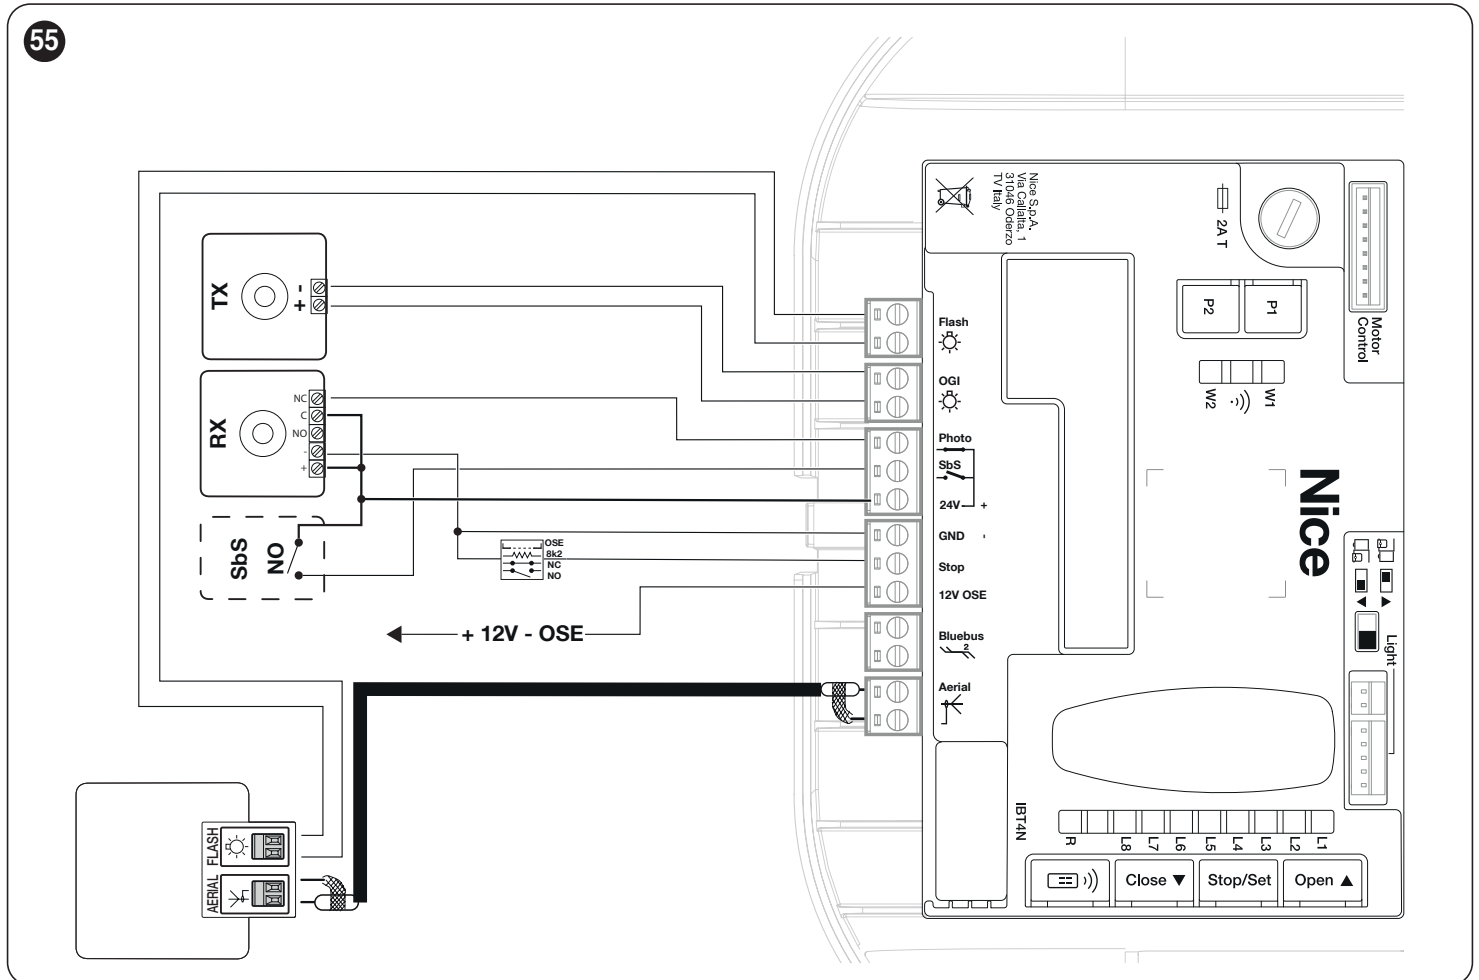 55
Nice S.p.A.
Via Callalta, 1
31046 Oderzo
TV Italy
2A T
Motor
Control
P2
P1
W2
W1
TX
-
+
RX
NC
C
NO
-
+
SbS
NO
OSE
8k2
NC
NO
+ 12V - OSE
Flash
OGI
Photo
SbS
24V
+
GND
-
Stop
12V OSE
Bluebus
2
Aerial
Nice
Light
IBT4N
R
L8
L7
L6
L5
L4
L3
L2
L1
Close ▼
Stop/Set
Open ▲
FLASH
AERIAL